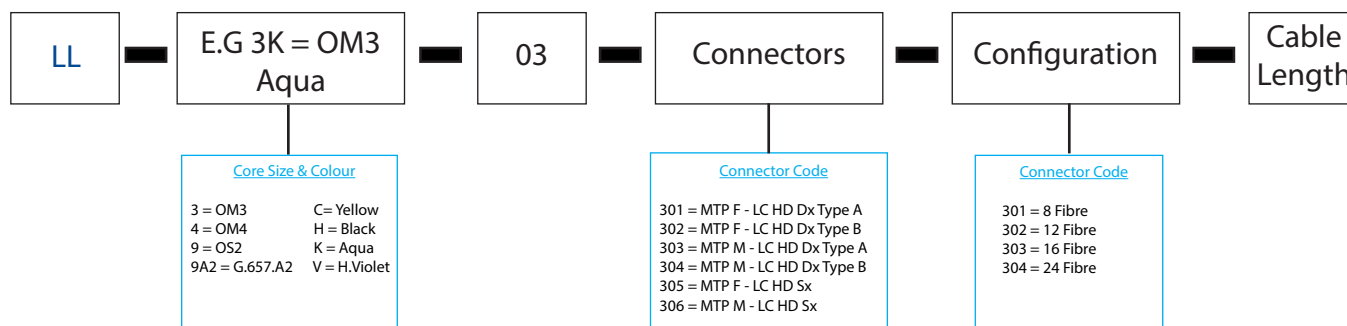 LL
E.G 3K = OM3
Aqua
03
Connectors
Configuration
Cable
Length
Core Size & Colour
3 = OM3 C= Yellow
4 = OM4 H = Black
9 = OS2 K = Aqua
9A2 = G.657.A2 V = H.Violet
Connector Code
301 = MTP F - LC HD Dx Type A
302 = MTP F - LC HD Dx Type B
303 = MTP M - LC HD Dx Type A
304 = MTP M - LC HD Dx Type B
305 = MTP F - LC HD Sx
306 = MTP M - LC HD Sx
Connector Code
301 = 8 Fibre
302 = 12 Fibre
303 = 16 Fibre
304 = 24 Fibre